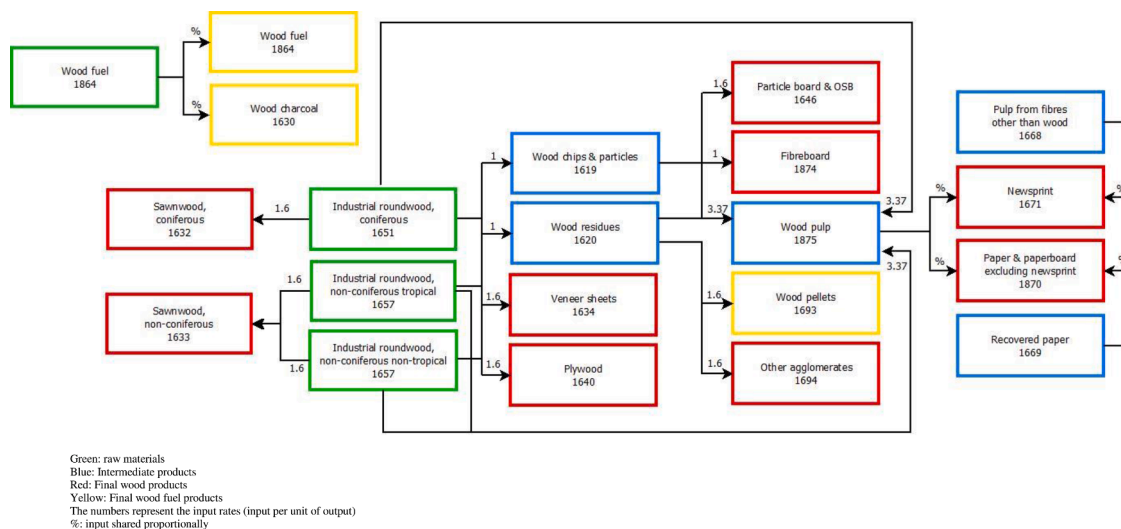 Wood fuel
1864
%
Wood fuel
1864
%
Wood charcoal
1630
Sawnwood,
coniferous
1632
1.6
Industrial roundwood,
coniferous
1651
Sawnwood,
non-coniferous
1633
1.6
1.6
Industrial roundwood,
non-coniferous tropical
1657
Industrial roundwood,
non-coniferous non-tropical
1657
1
Wood chips & particles
1619
1
Wood residues
1620
1.6
Veneer sheets
1634
1.6
Plywood
1640
1.6
Particle board & OSB
1646
1
Fibreboard
1874
3.37
Wood pulp
1875
3.37
3.37
1.6
Wood pellets
1693
1.6
Other agglomerates
1694
Pulp from fibres
other than wood
1668
%
Newsprint
1671
%
%
Paper & paperboard
excluding newsprint
1870
%
Recovered paper
1669
Green: raw materials
Blue: Intermediate products
Red: Final wood products
Yellow: Final wood fuel products
The numbers represent the input rates (input per unit of output)
%: input shared proportionally